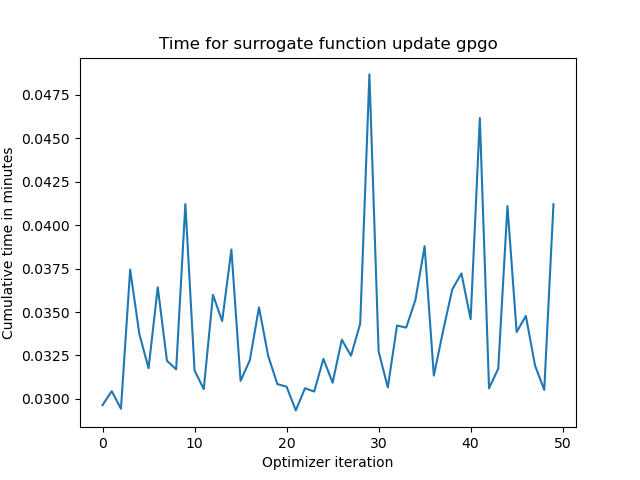 Time for surrogate function update gpgo
Cumulative time in minutes
0.0475
0.0450
0.0425
0.0400
0.0375
0.0350
0.0325
0.0300
0 10 20 30 40 50
Optimizer iteration